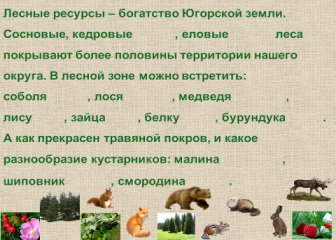 Лесные ресурсы – богатство Югорской земли.
Сосновые, кедровые , еловые леса
покрывают более половины территории нашего
округа. В лесной зоне можно встретить:
соболя , лося , медведя ,
лису , зайца , белку , бурундука .
А как прекрасен травяной покров, и какое
разнообразие кустарников: малина ,
шиповник , смородина .